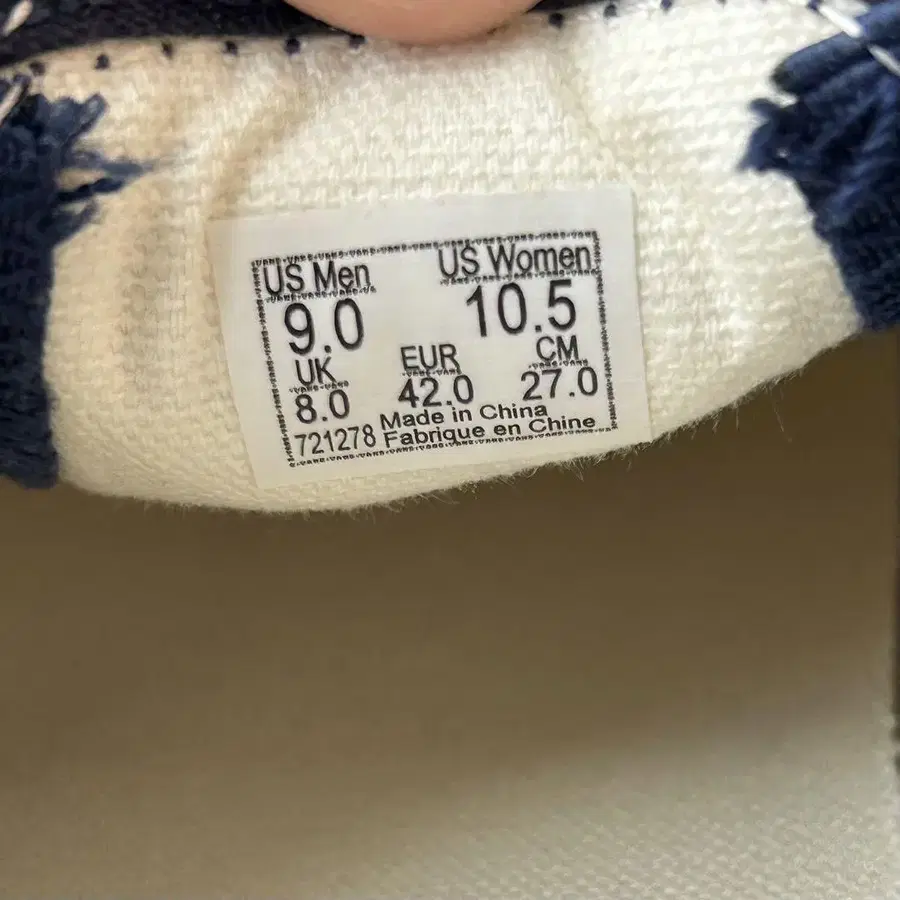 US Men US Women
9.0 10.5
UK EUR CM
8.0 42.0 27.0
721278 Made in China
Fabrique en Chine